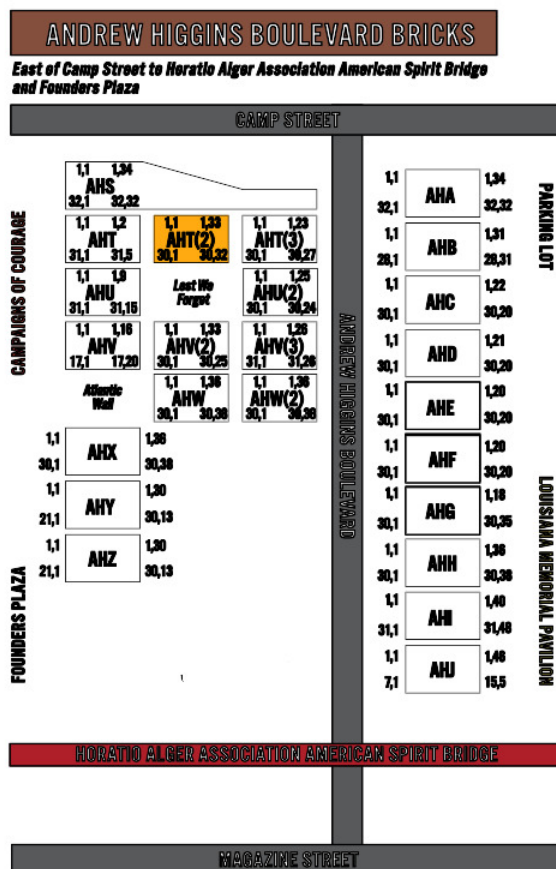 ANDREW HIGGINS BOULEVARD BRICKS
East of Camp Street to Horatio Alger Association American Spirit Bridge
and Founders Plaza
CAMP STREET
CAMPAIGNS OF COURAGE
FOUNDERS PLAZA
1,1 1,34
AHS
32,1 32,32
1,1 1,2
AHT
31,1 31,5
1,1 1,33
AHT(2)
30,1 30,32
1,1 1,23
AHT(3)
30,1 30,27
1,1 1,9
AHU
31,1 31,15
Lest We
Forget
1,1 1,25
AHU(2)
30,1 30,24
1,1 1,16
AHV
17,1 17,20
1,1 1,33
AHV(2)
30,1 30,25
1,1 1,26
AHV(3)
31,1 31,26
Atlantic
Wall
1,1 1,36
AHW
30,1 30,38
1,1 1,36
AHW(2)
30,1 30,38
1,1 1,36
AHX
30,1 30,38
1,1 1,30
AHY
21,1 30,13
1,1 1,30
AHZ
21,1 30,13
ANDREW HIGGINS BOULEVARD
1,1 1,34
AHA
32,1 32,32
1,1 1,31
AHB
28,1 28,31
1,1 1,22
AHC
30,1 30,20
1,1 1,21
AHD
30,1 30,20
1,1 1,20
AHE
30,1 30,20
1,1 1,20
AHF
30,1 30,20
1,1 1,18
AHG
30,1 30,35
1,1 1,36
AHH
30,1 30,38
1,1 1,40
AHI
31,1 31,48
1,1 1,48
AHJ
7,1 15,5
PARKING LOT
LOUISIANA MEMORIAL PAVILION
HORATIO ALGER ASSOCIATION AMERICAN SPIRIT BRIDGE
MAGAZINE STREET